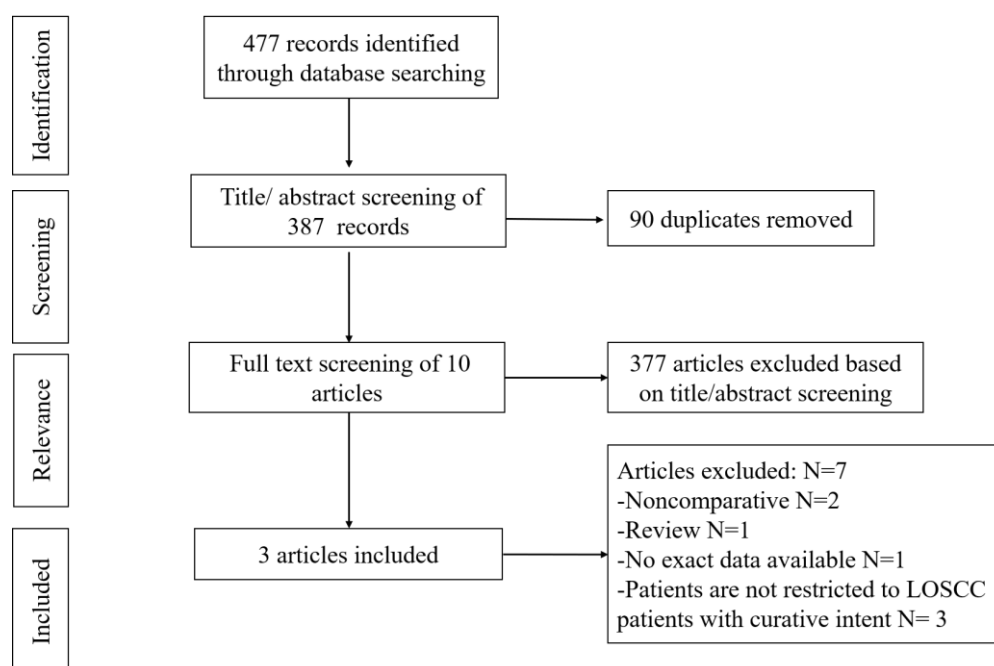 Identification
477 records identified
through database searching
Screening
Title/ abstract screening of
387 records
90 duplicates removed
Relevance
Full text screening of 10
articles
377 articles excluded based
on title/abstract screening
Included
3 articles included
Articles excluded: N=7
-Noncomparative N=2
-Review N=1
-No exact data available N=1
-Patients are not restricted to LOSCC
patients with curative intent N= 3